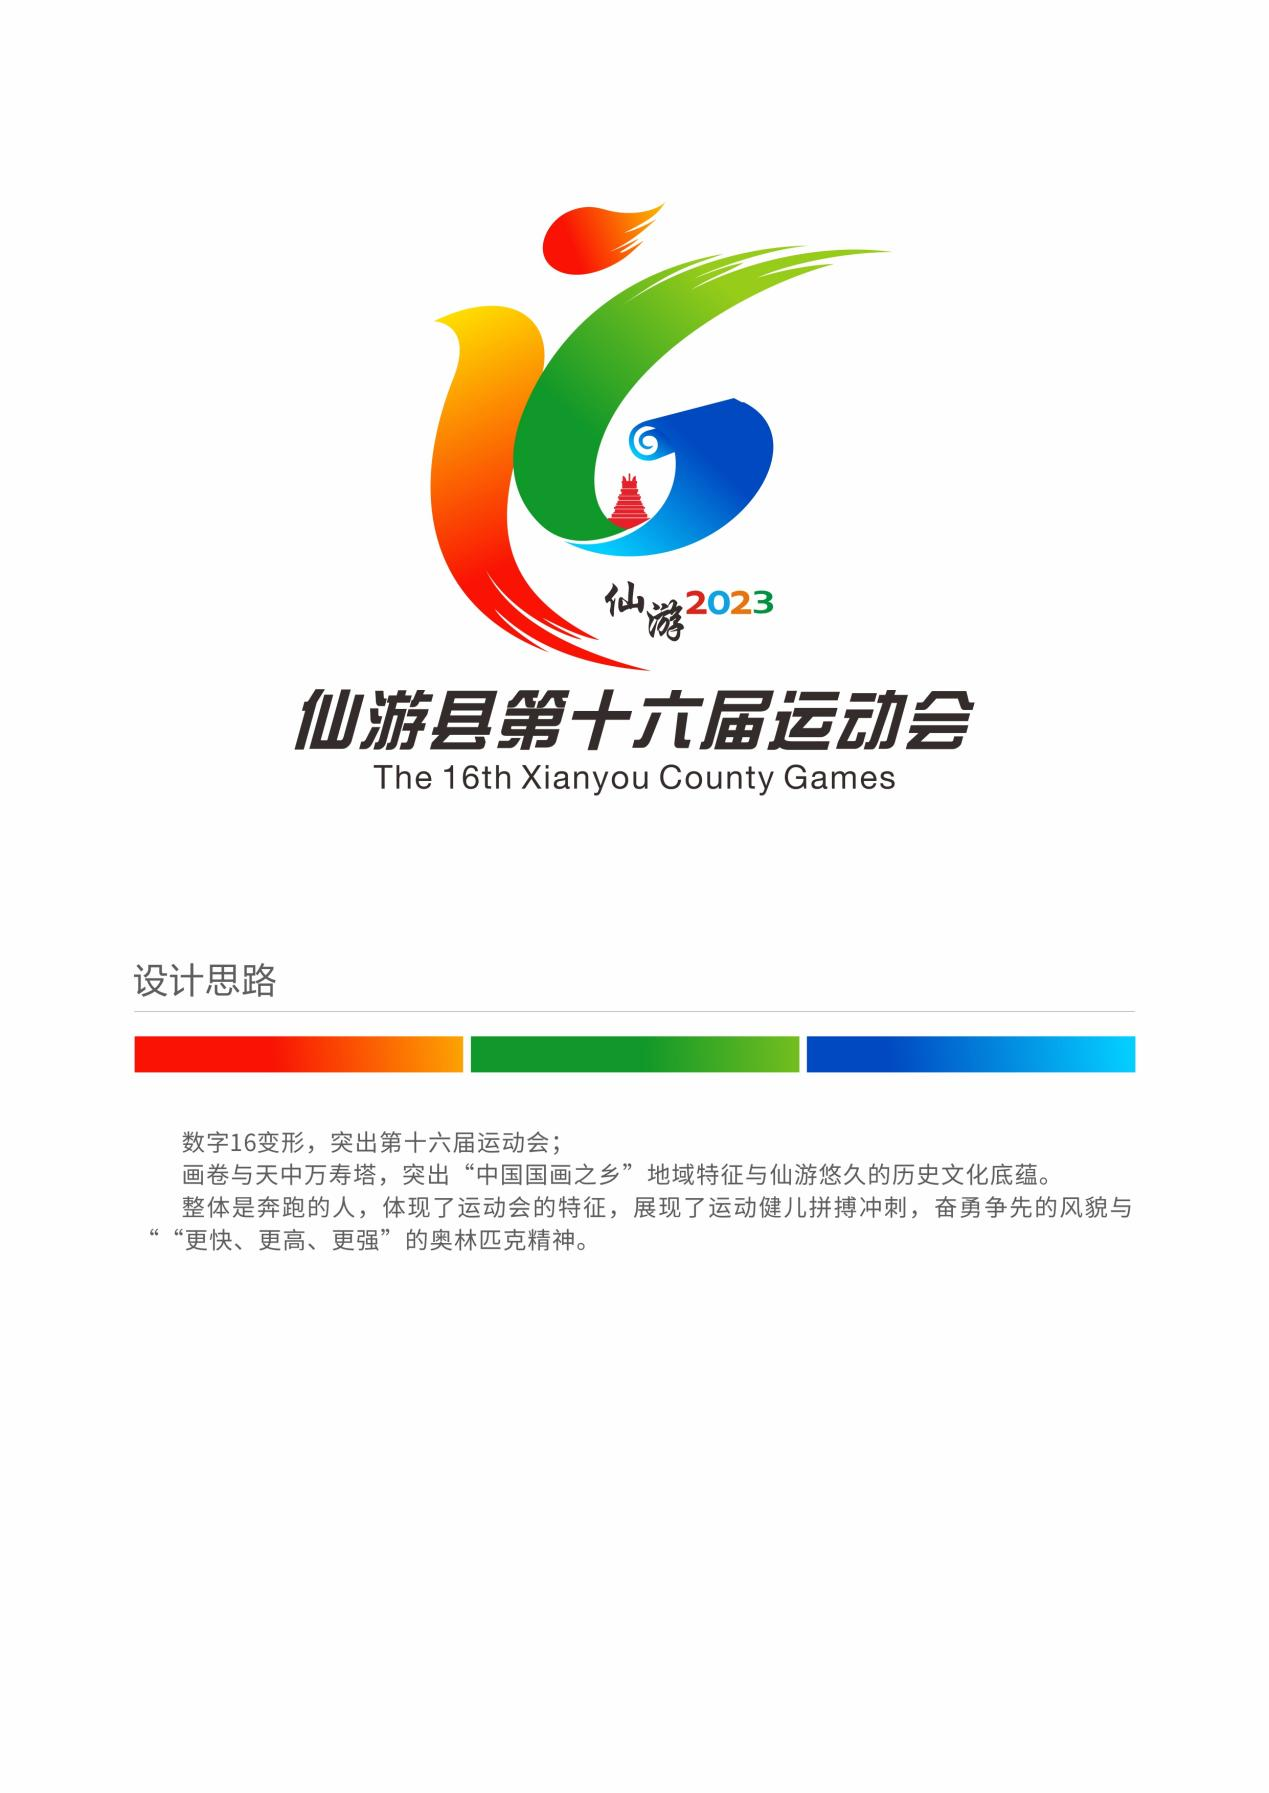 仙游2023
仙游县第十六届运动会
The 16th Xianyou County Games
设计思路
数字16变形，突出第十六届运动会；
画卷与天中万寿塔，突出“中国国画之乡”地域特征与仙游悠久的历史文化底蕴。
整体是奔跑的人，体现了运动会的特征，展现了运动健儿拼搏冲刺，奋勇争先的风貌与
““更快、更高、更强”的奥林匹克精神。